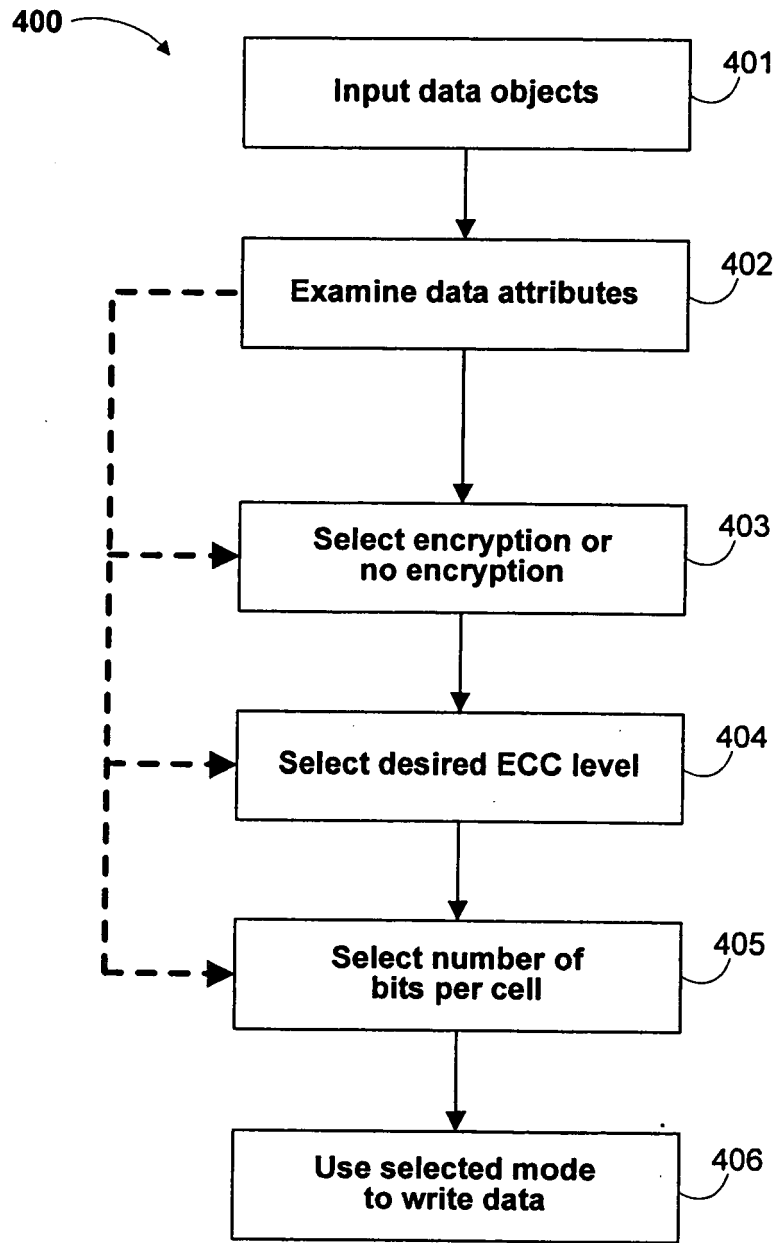 400
Input data objects
401
Examine data attributes
402
Select encryption or
no encryption
403
Select desired ECC level
404
Select number of
bits per cell
405
Use selected mode
to write data
406